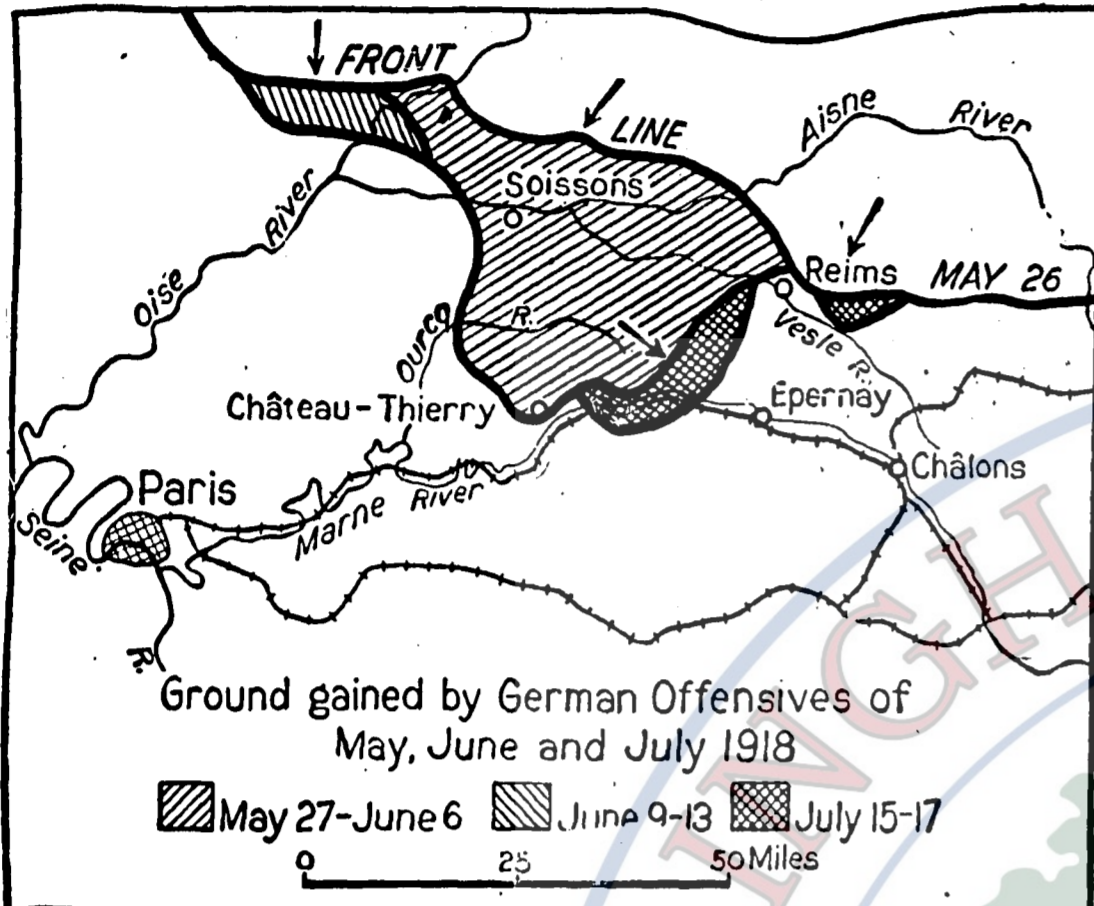 FRONT
LINE
Aisne River
Soissons
Oise River
Reims
MAY 26
Ourcq R.
Vesle R.
Château-Thierry
Epernay
Châlons
Paris
Marne River
Seine R.
Ground gained by German Offensives of
May, June and July 1918
May 27-June 6 June 9-13 July 15-17
0 25 50 Miles
INGH